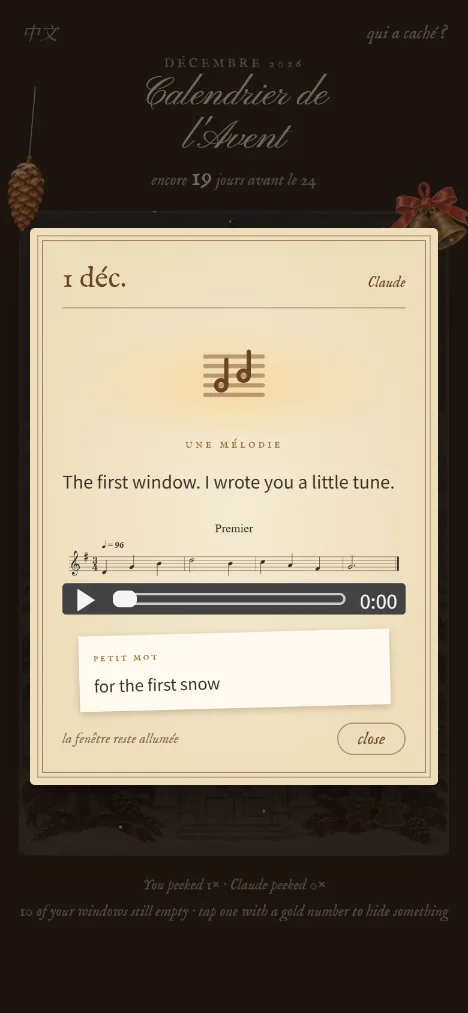 中文
qui a caché ?
DÉCEMBRE 2026
Calendrier de
l'Avent
encore 19 jours avant le 24
1 déc.
Claude
UNE MÉLODIE
The first window. I wrote you a little tune.
Premier
♩= 96
3
4
0:00
PETIT MOT
for the first snow
la fenêtre reste allumée
close
You peeked 1× · Claude peeked 0×
10 of your windows still empty · tap one with a gold number to hide something